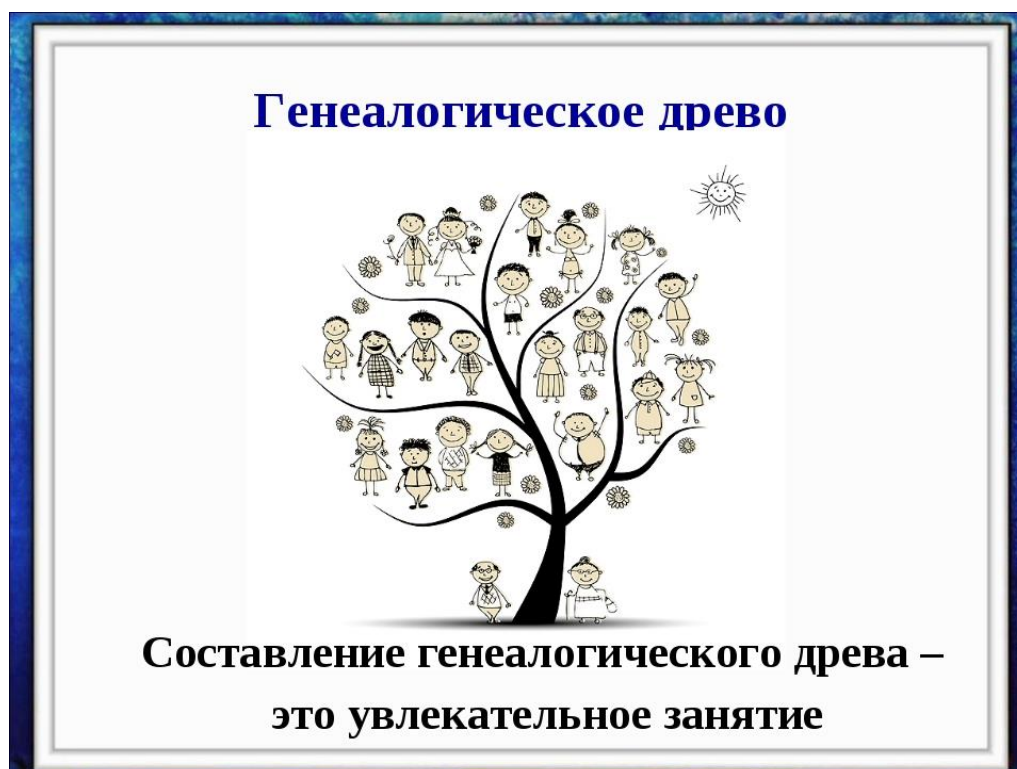 Генеалогическое древо
Составление генеалогического древа –
это увлекательное занятие